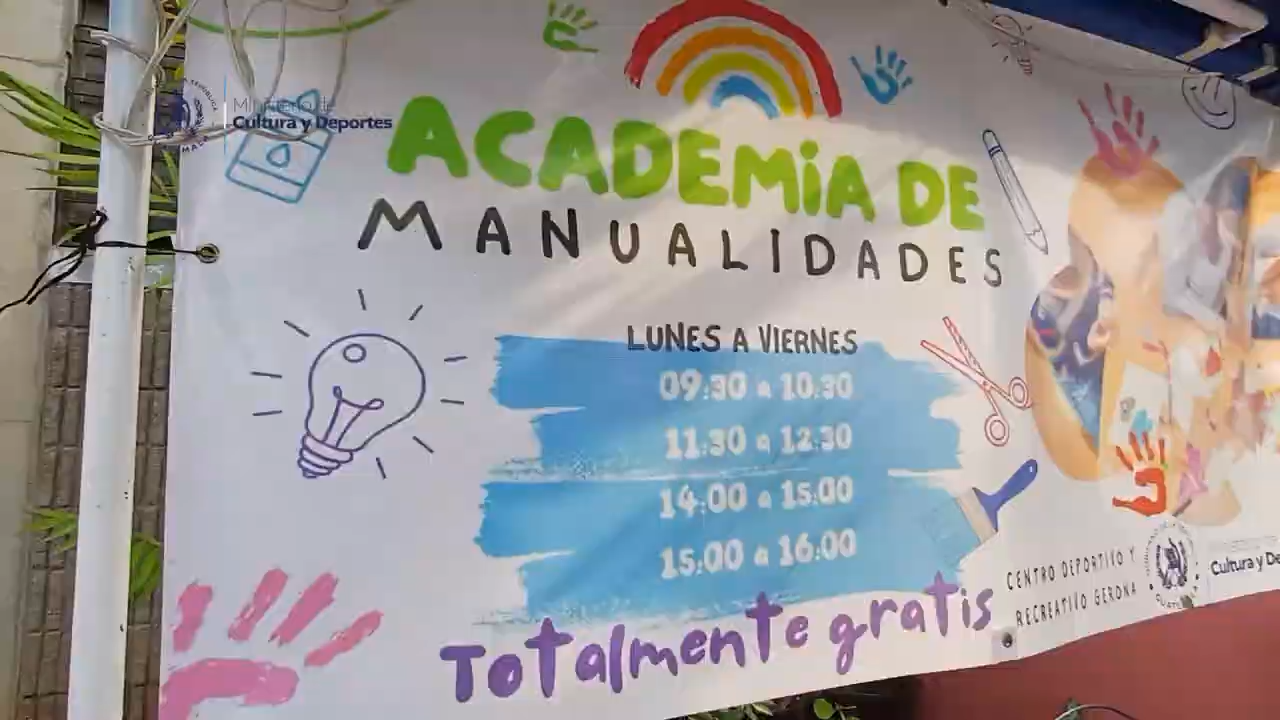 Ministerio de
Cultura y Deportes
ACADEMiA DE
MANUALIDADES
LUNES A VIERNES
09:30 a 10:30
11:30 a 12:30
14:00 a 15:00
15:00 a 16:00
Totalmente gratis
CENTRO DEPORTIVO Y
RECREATIVO GERONA
Cultura y De